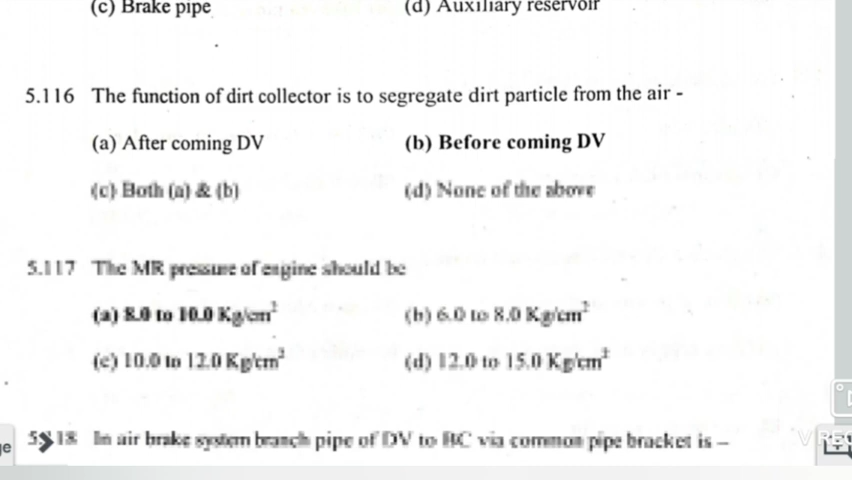 (c) Brake pipe (d) Auxiliary reservoir
5.116 The function of dirt collector is to segregate dirt particle from the air -
(a) After coming DV (b) Before coming DV
(c) Both (a) & (b) (d) None of the above
5.117 The MR pressure of engine should be
(a) 8.0 to 10.0 Kg/cm² (b) 6.0 to 8.0 Kg/cm²
(c) 10.0 to 12.0 Kg/cm² (d) 12.0 to 15.0 Kg/cm²
5.118 In air brake system branch pipe of DV to BC via common pipe bracket is –